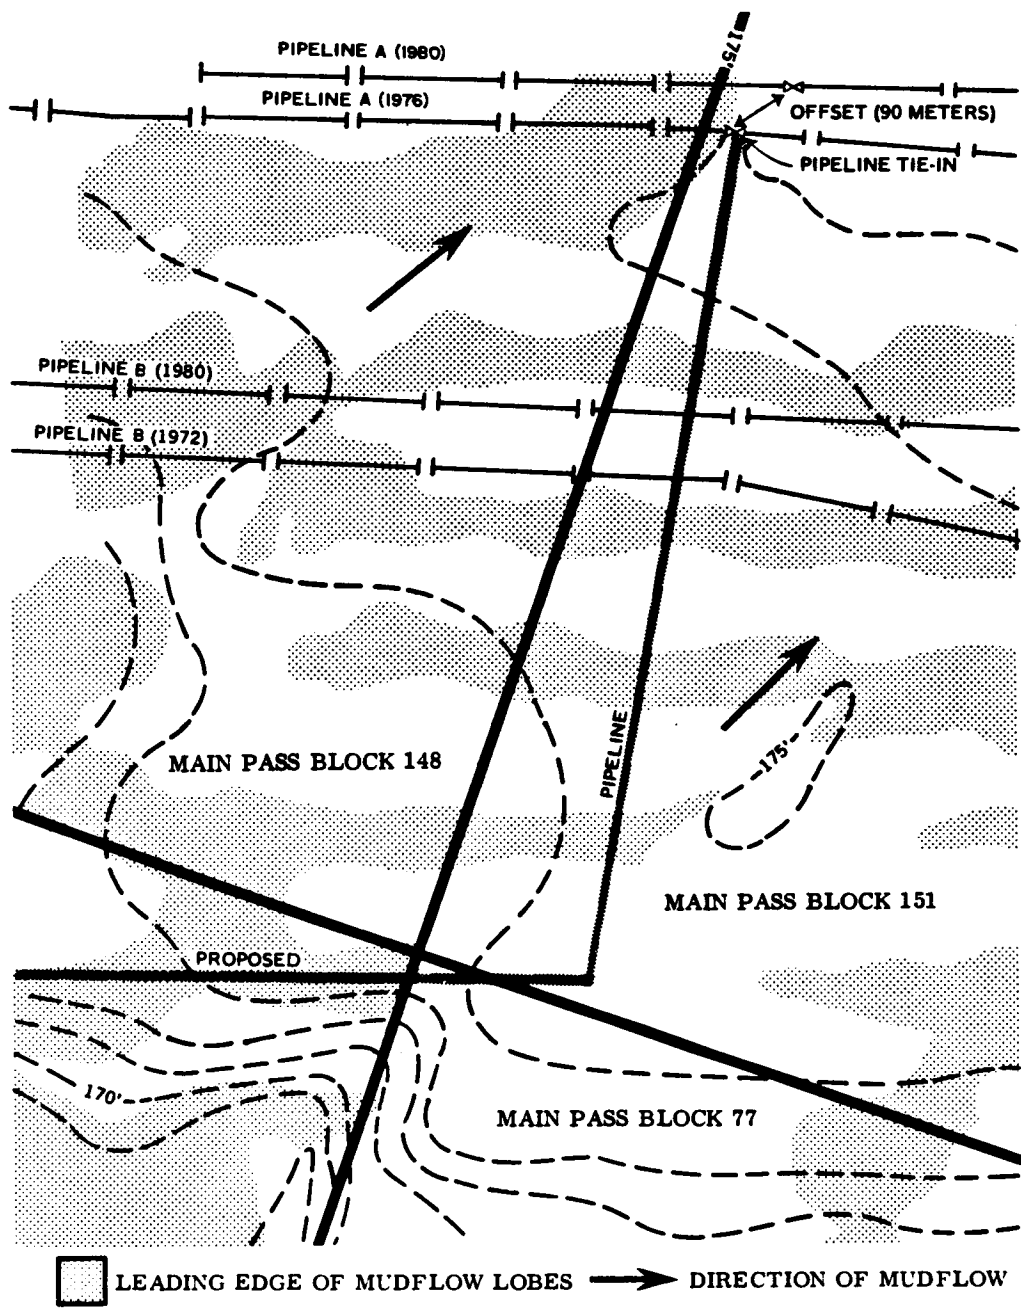 175'
PIPELINE A (1980)
PIPELINE A (1976)
OFFSET (90 METERS)
PIPELINE TIE-IN
PIPELINE B (1980)
PIPELINE B (1972)
PIPELINE
175'
MAIN PASS BLOCK 148
MAIN PASS BLOCK 151
PROPOSED
170'
MAIN PASS BLOCK 77
LEADING EDGE OF MUDFLOW LOBES
DIRECTION OF MUDFLOW